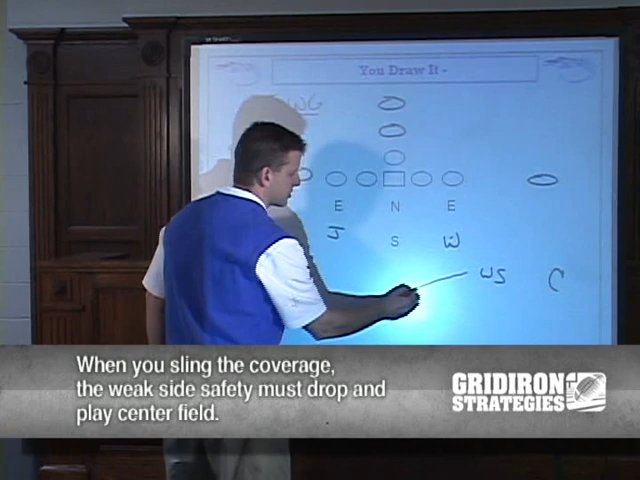 You Draw It -
E N E
S W
WS C
When you sling the coverage,
the weak side safety must drop and
play center field.
GRIDIRON
STRATEGIES